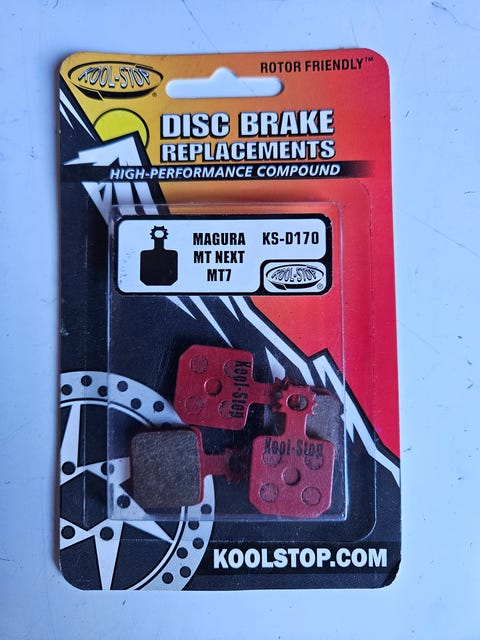 KOOL-STOP®
ROTOR FRIENDLY™
DISC BRAKE
REPLACEMENTS
HIGH-PERFORMANCE COMPOUND
MAGURA KS-D170
MT NEXT
MT7
KOOL-STOP®
Kool-Stop
Kool-Stop
KOOLSTOP.COM